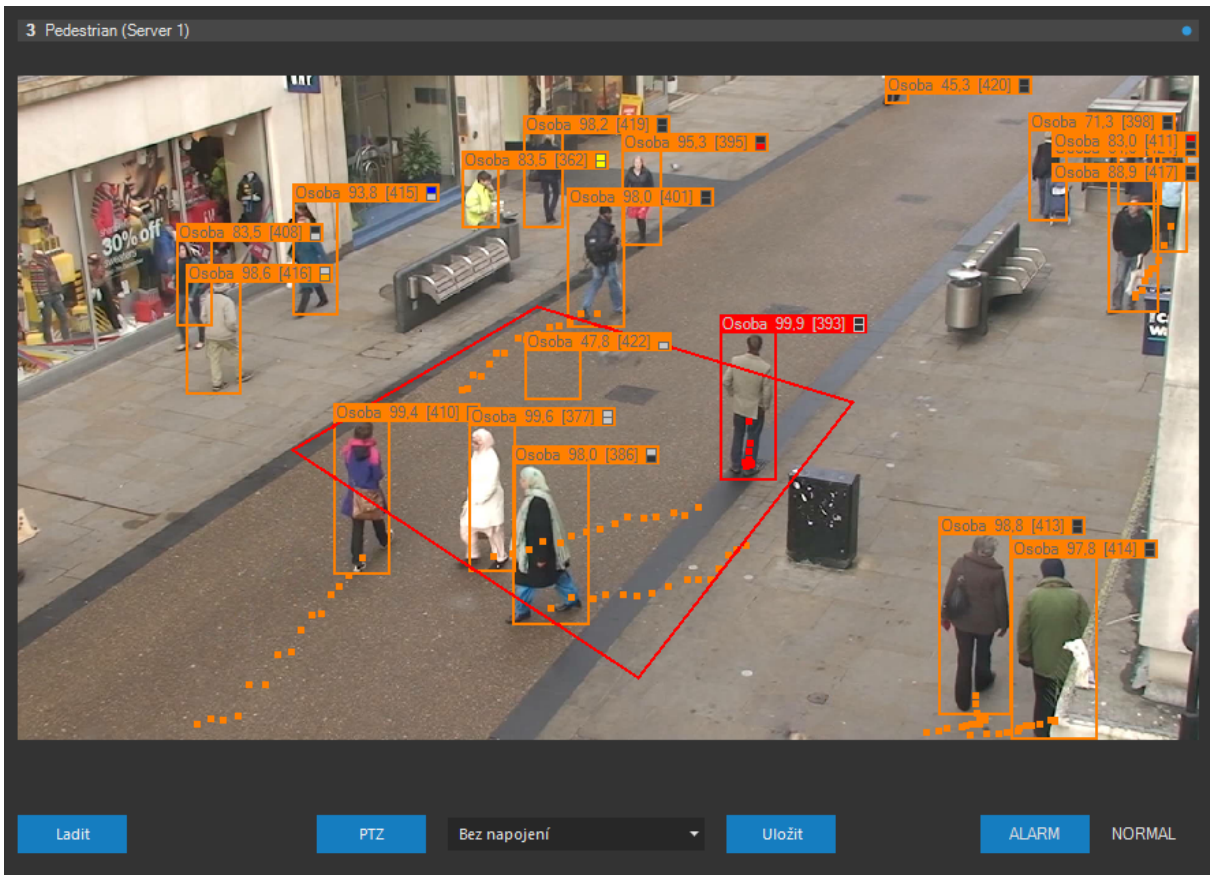 3 Pedestrian (Server 1)
Osoba 45,3 [420]
Osoba 98,2 [419]
Osoba 71,3 [398]
Osoba 95,3 [395]
Osoba 83,0 [411]
Osoba 83,5 [362]
Osoba 88,9 [417]
Osoba 93,8 [415]
Osoba 98,0 [401]
Osoba 83,5 [408]
30% off
Osoba 98,6 [416]
Osoba 99,9 [393]
Osoba 47,8 [422]
Osoba 99,4 [410]
Osoba 99,6 [377]
Osoba 98,0 [386]
Osoba 98,8 [413]
Osoba 97,8 [414]
Ladit
PTZ
Bez napojení
Uložit
ALARM
NORMAL